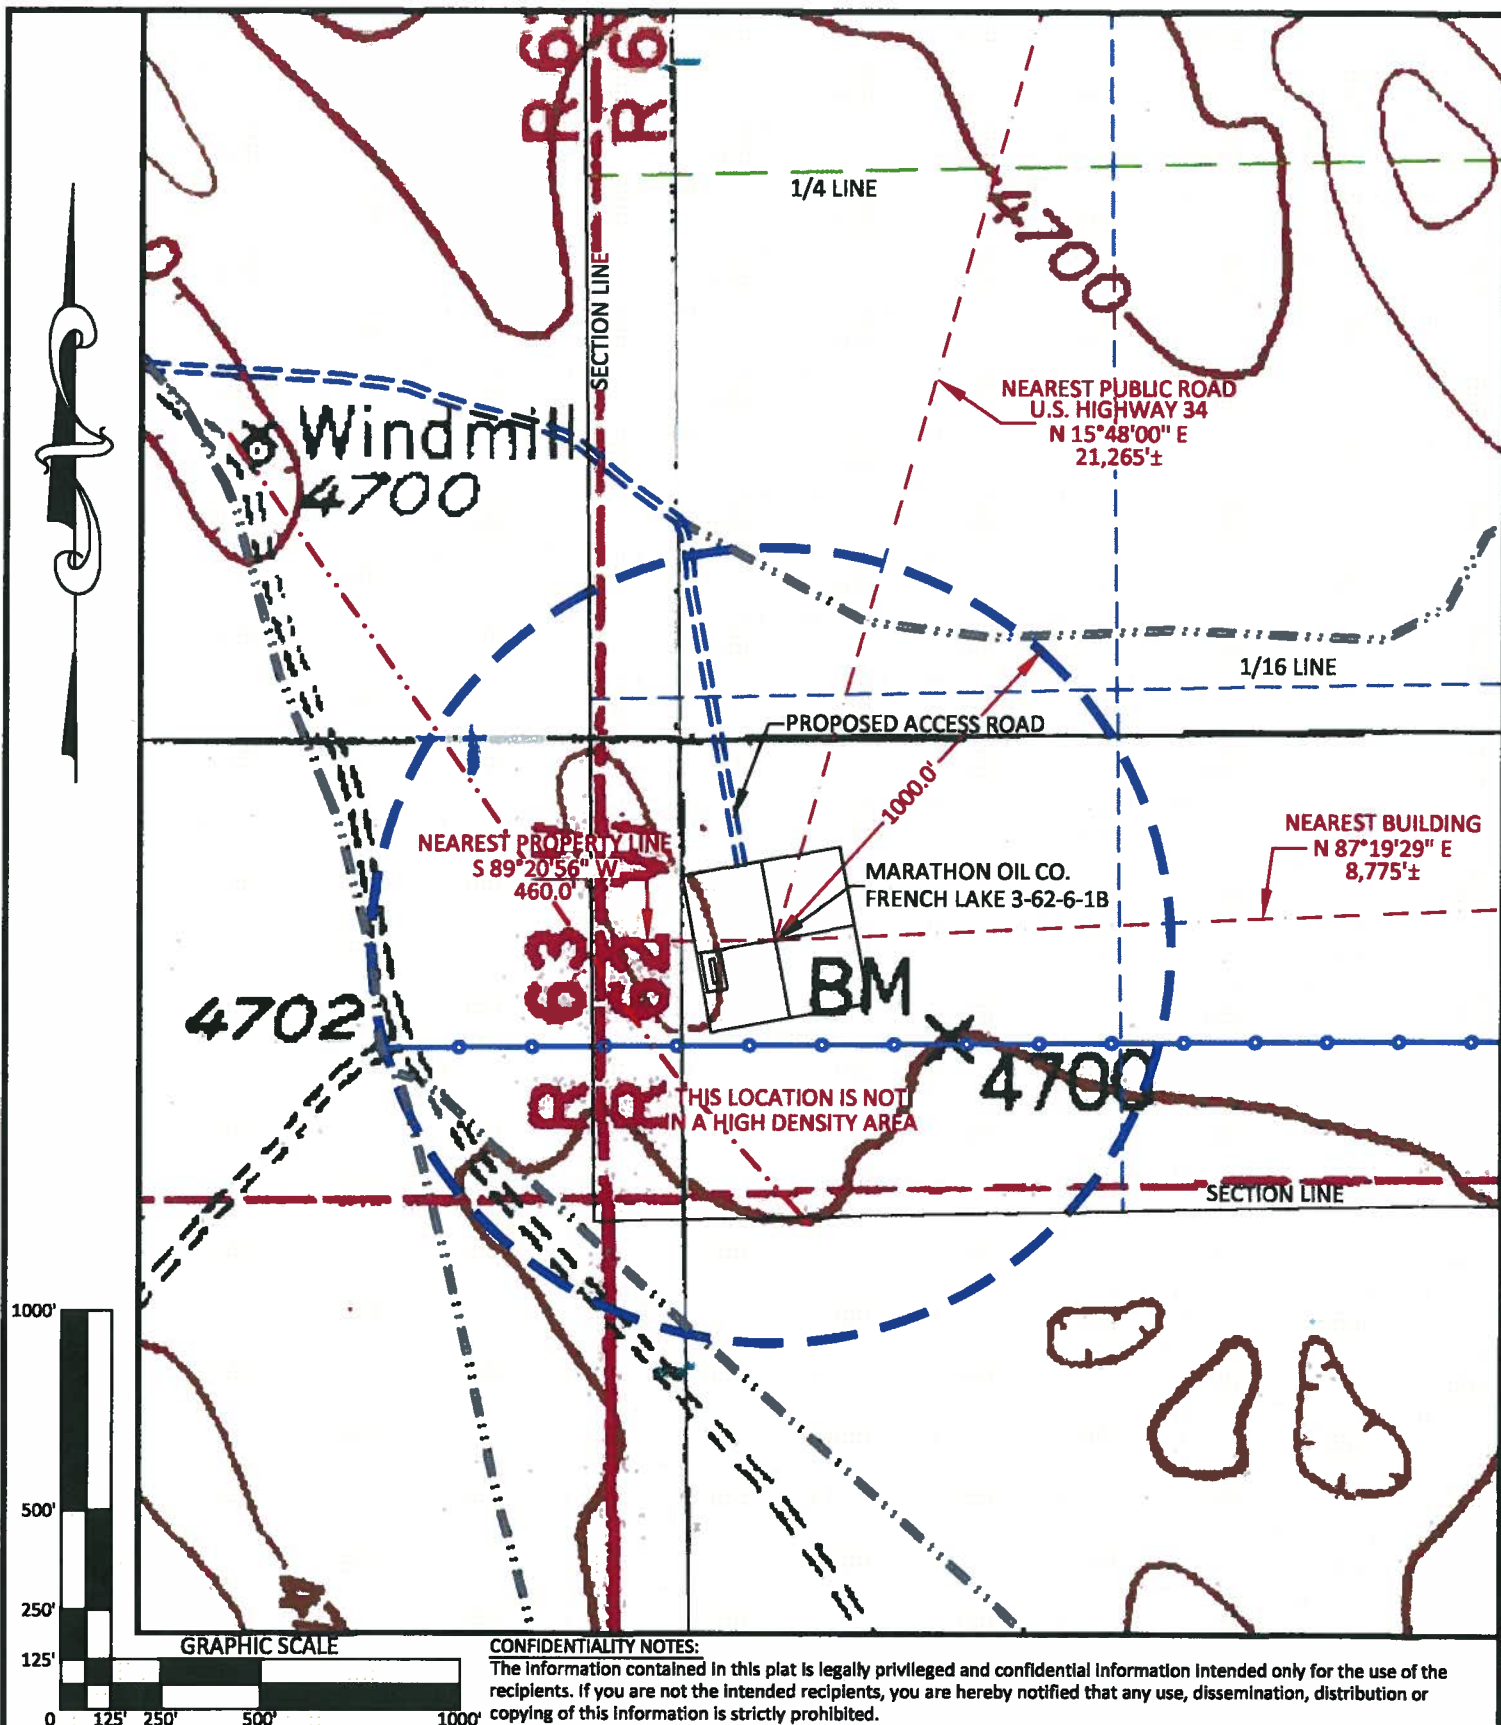 R 6
R 6
1/4 LINE
4700
SECTION LINE
NEAREST PUBLIC ROAD
U.S. HIGHWAY 34
N 15°48'00" E
21,265'±
Windmill
4700
1/16 LINE
PROPOSED ACCESS ROAD
1000.0'
NEAREST PROPERTY LINE
S 89°20'56" W
460.0'
NEAREST BUILDING
N 87°19'29" E
8,775'±
MARATHON OIL CO.
FRENCH LAKE 3-62-6-1B
R 63 W
R 62 W
BM
4702
4700
THIS LOCATION IS NOT
IN A HIGH DENSITY AREA
SECTION LINE
1000'
500'
250'
125'
GRAPHIC SCALE
0 125' 250' 500' 1000'
CONFIDENTIALITY NOTES:
The information contained in this plat is legally privileged and confidential information intended only for the use of the
recipients. If you are not the intended recipients, you are hereby notified that any use, dissemination, distribution or
copying of this information is strictly prohibited.